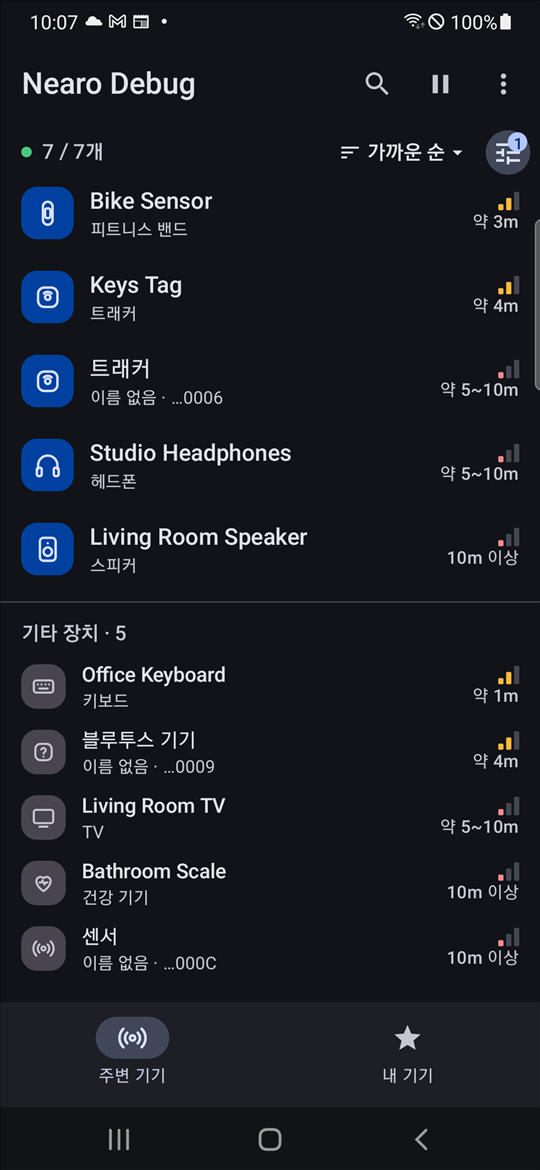 10:07 100%
Nearo Debug
7 / 7개 가까운 순 1
Bike Sensor
피트니스 밴드 약 3m
Keys Tag
트래커 약 4m
트래커
이름 없음 · …0006 약 5~10m
Studio Headphones
헤드폰 약 5~10m
Living Room Speaker
스피커 10m 이상
기타 장치 · 5
Office Keyboard
키보드 약 1m
블루투스 기기
이름 없음 · …0009 약 4m
Living Room TV
TV 약 5~10m
Bathroom Scale
건강 기기 10m 이상
센서
이름 없음 · …000C 10m 이상
주변 기기 내 기기